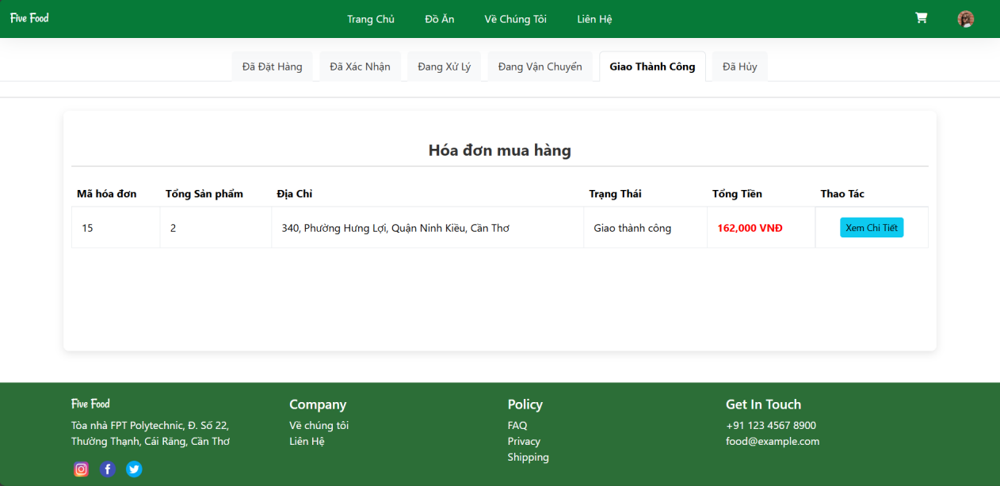 Five Food
Trang Chủ Đồ Ăn Về Chúng Tôi Liên Hệ
Đã Đặt Hàng Đã Xác Nhận Đang Xử Lý Đang Vận Chuyển Giao Thành Công Đã Hủy
Hóa đơn mua hàng
Mã hóa đơn Tổng Sản phẩm Địa Chỉ Trạng Thái Tổng Tiền Thao Tác
15 2 340, Phường Hưng Lợi, Quận Ninh Kiều, Cần Thơ Giao thành công 162,000 VNĐ Xem Chi Tiết
Five Food
Tòa nhà FPT Polytechnic, Đ. Số 22,
Thường Thạnh, Cái Răng, Cần Thơ
Company
Về chúng tôi
Liên Hệ
Policy
FAQ
Privacy
Shipping
Get In Touch
+91 123 4567 8900
food@example.com